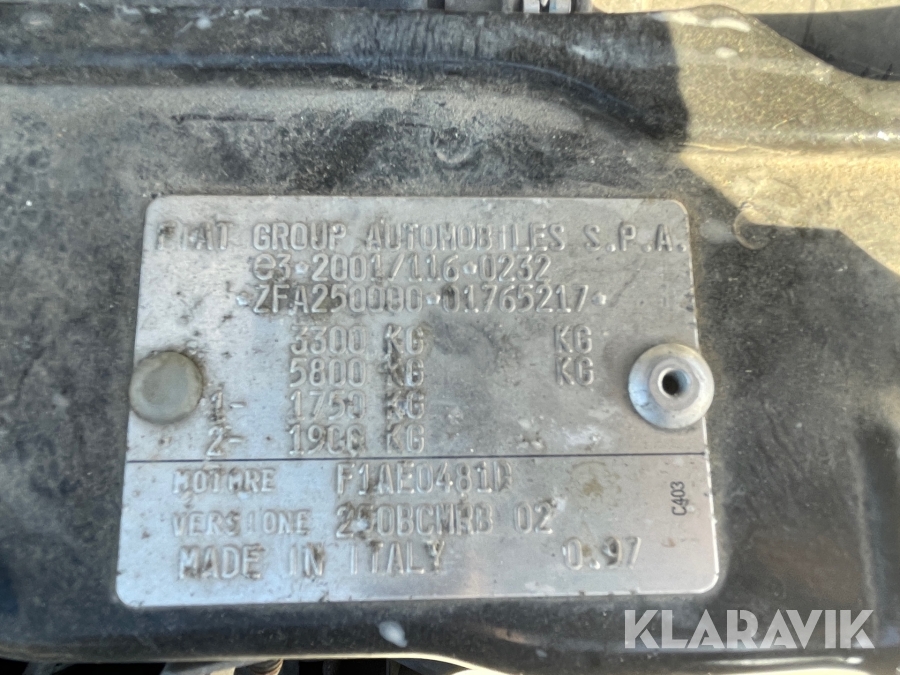 FIAT GROUP AUTOMOBILES S.P.A.
e3*2001/116*0232
*ZFA25000001765217*
3300 KG KG
5800 KG KG
1- 1750 KG
2- 1900 KG
MOTORE F1AE0481D
VERSIONE 250BCMRB 02
MADE IN ITALY 0.97
C403
KLARAVIK